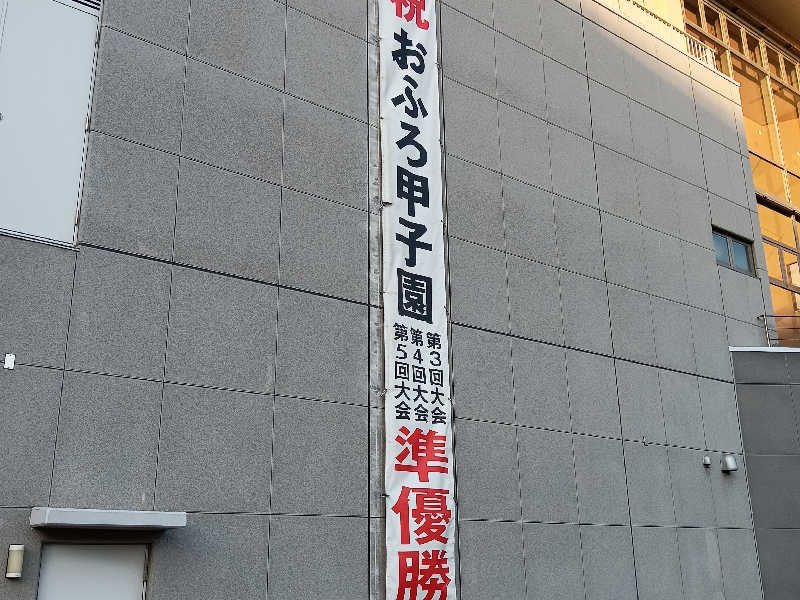 祝
おふろ甲子園
第3回大会
第4回大会
第5回大会
準優勝